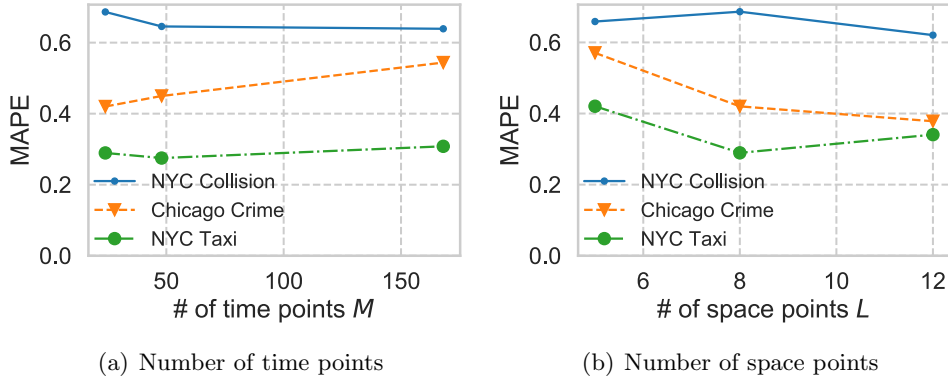 0.6
0.4
0.2
0.0
MAPE
NYC Collision
Chicago Crime
NYC Taxi
50
100
150
# of time points M
(a) Number of time points
0.6
0.4
0.2
0.0
MAPE
NYC Collision
Chicago Crime
NYC Taxi
6
8
10
12
# of space points L
(b) Number of space points